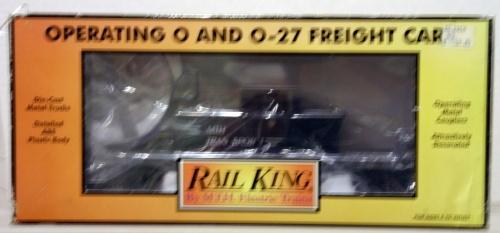 OPERATING O AND O-27 FREIGHT CAR
Die-Cast
Metal Trucks
Detailed
ABS
Plastic Body
Operating
Metal
Couplers
Attractively
Decorated
RAIL KING
By M.T.H. Electric Trains